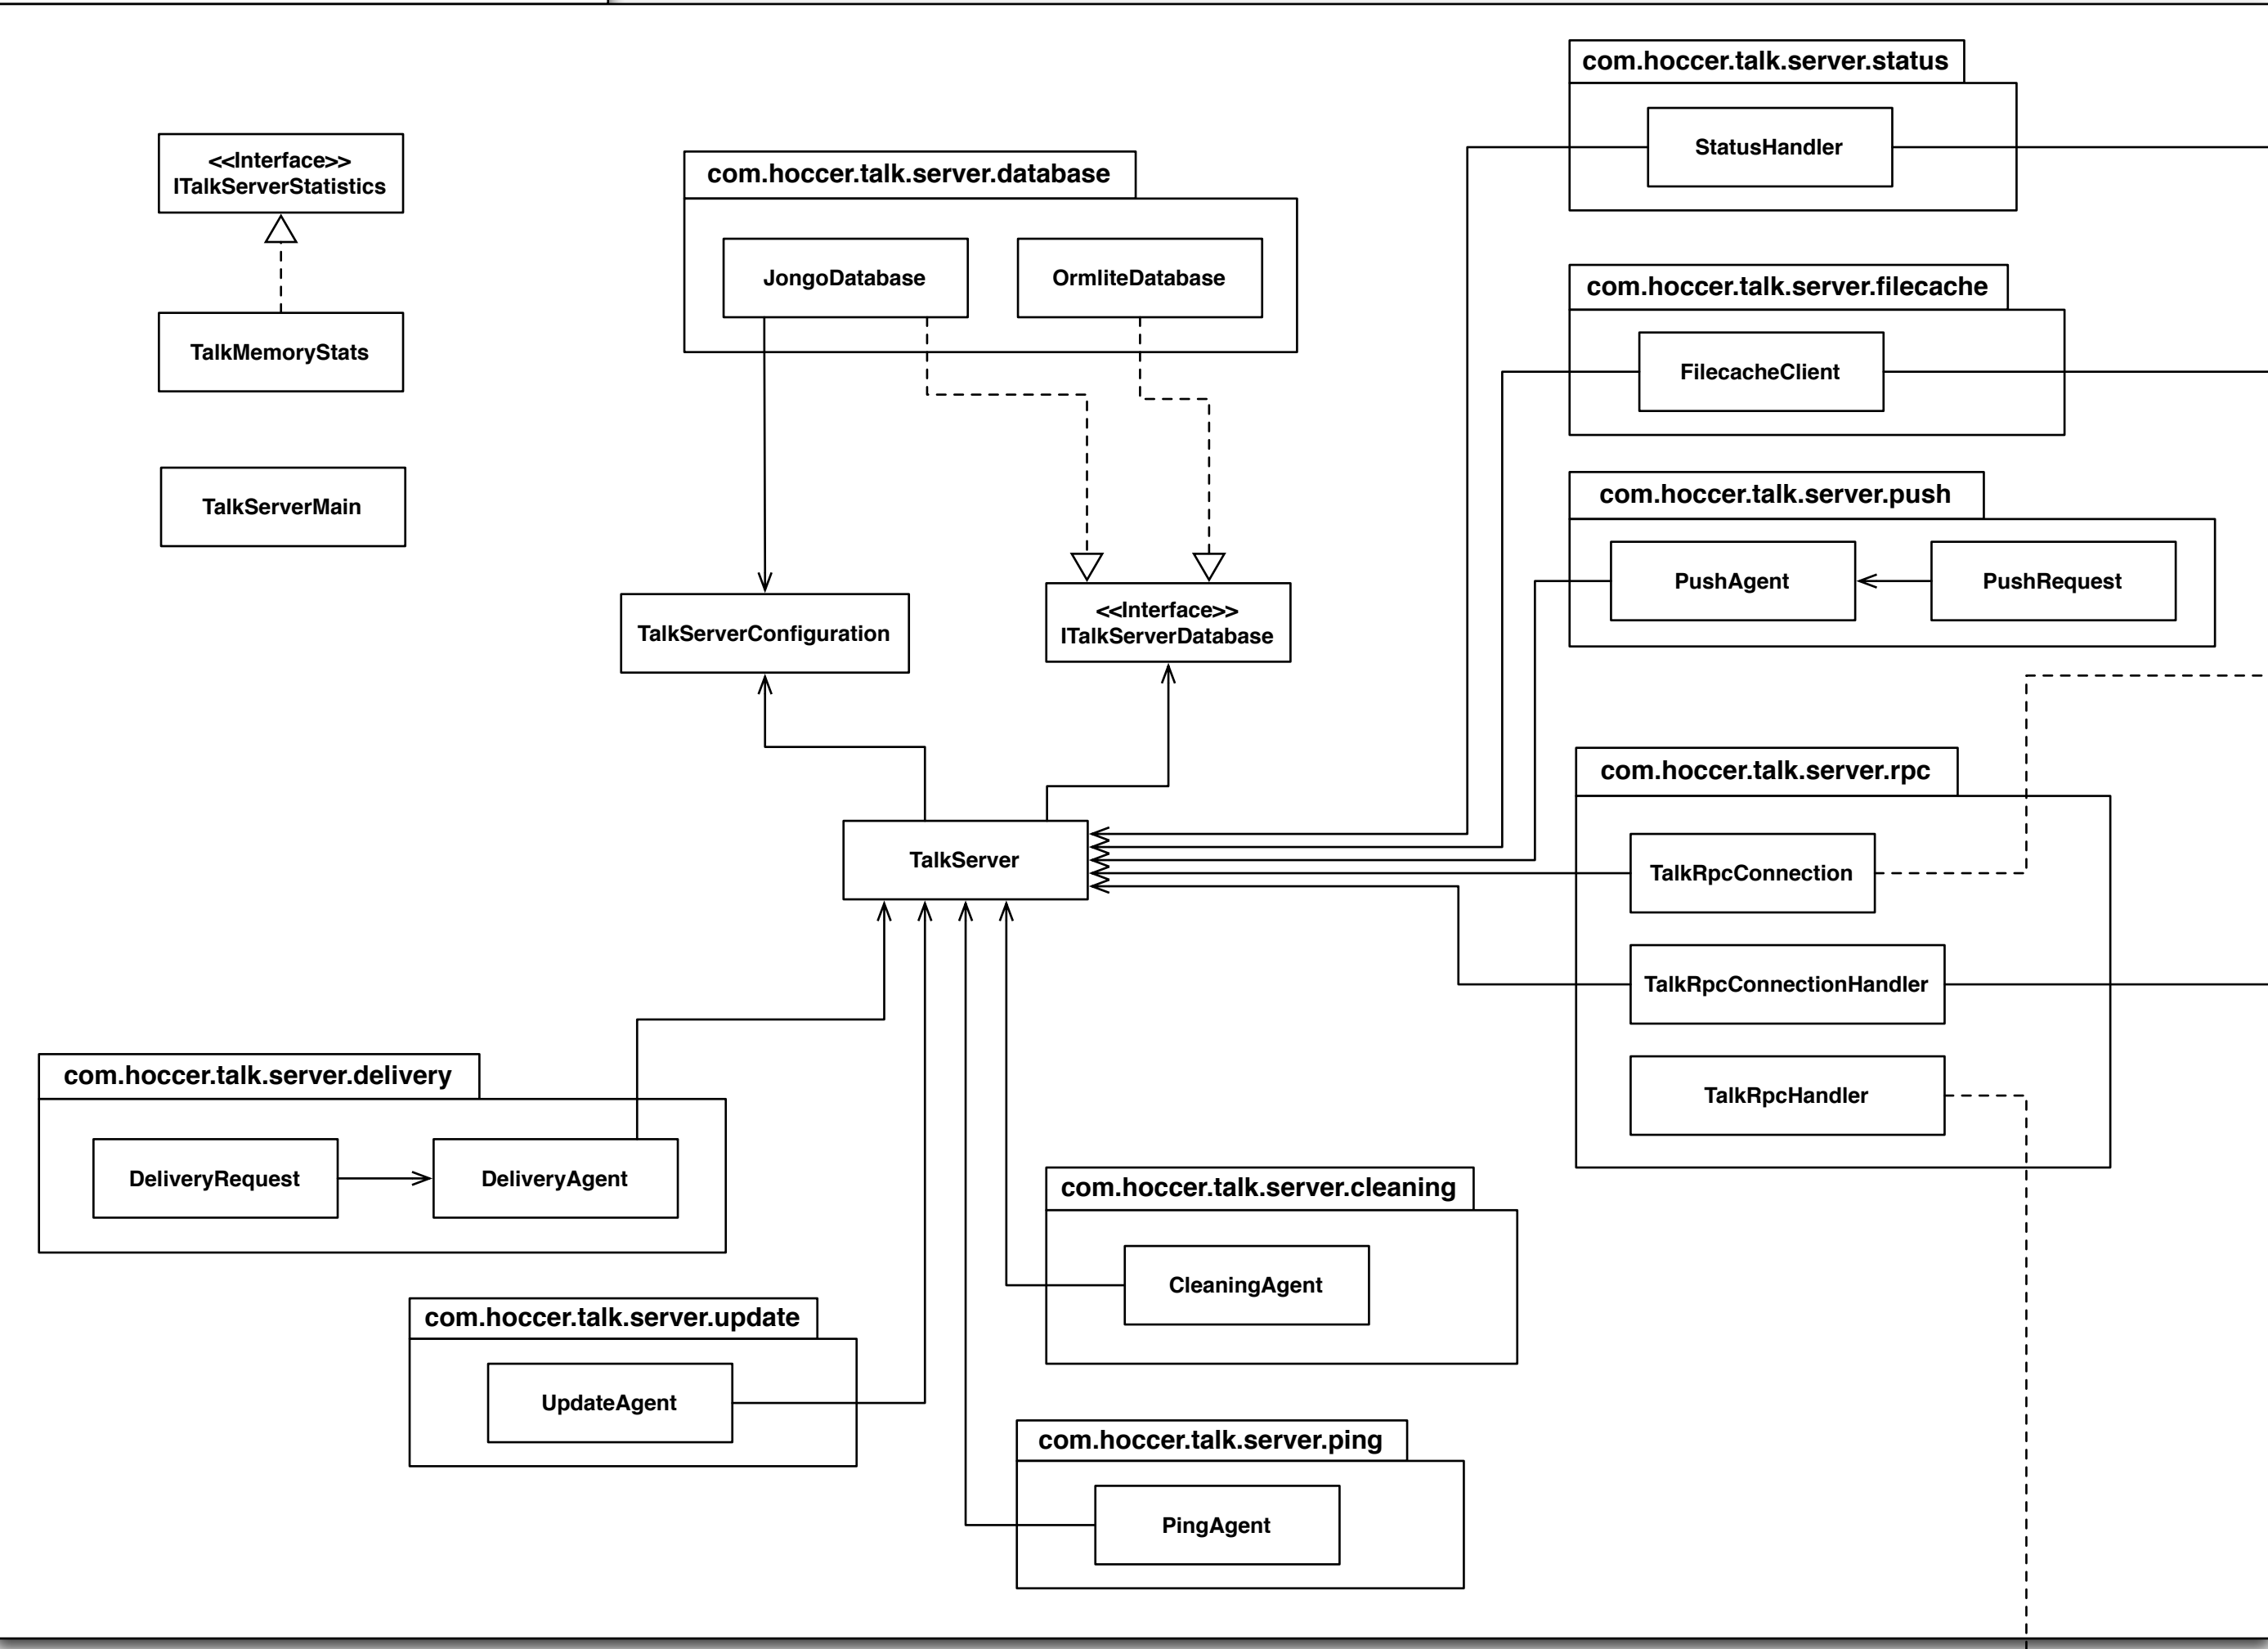 com.hoccer.talk.server.status
StatusHandler
<<Interface>>
ITalkServerStatistics
com.hoccer.talk.server.database
JongoDatabase
OrmliteDatabase
com.hoccer.talk.server.filecache
FilecacheClient
TalkMemoryStats
TalkServerMain
com.hoccer.talk.server.push
PushAgent
PushRequest
TalkServerConfiguration
<<Interface>>
ITalkServerDatabase
com.hoccer.talk.server.rpc
TalkServer
TalkRpcConnection
TalkRpcConnectionHandler
TalkRpcHandler
com.hoccer.talk.server.delivery
DeliveryRequest
DeliveryAgent
com.hoccer.talk.server.cleaning
CleaningAgent
com.hoccer.talk.server.update
UpdateAgent
com.hoccer.talk.server.ping
PingAgent